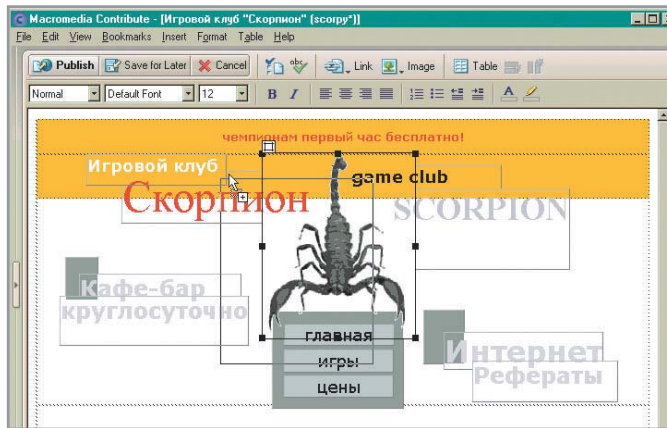 Macromedia Contribute - [Игровой клуб "Скорпион" (scorpy*)]
File Edit View Bookmarks Insert Format Table Help
Publish Save for Later Cancel abc Link Image Table
Normal Default Font 12 B I A
чемпионам первый час бесплатно!
Игровой клуб
game club
Скорпион
SCORPION
Кафе-бар
круглосуточно
главная
игры
цены
Интернет
Рефераты